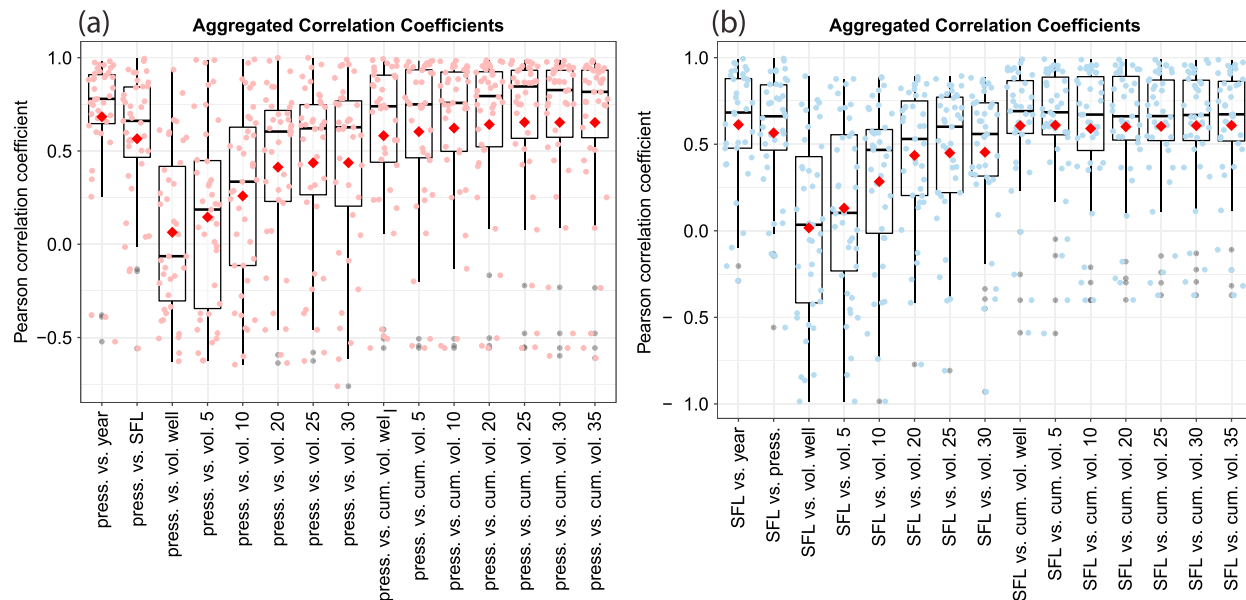 (a)
Aggregated Correlation Coefficients
Pearson correlation coefficient
1.0
0.5
0.0
−0.5
press. vs. year
press. vs. SFL
press. vs. vol. well
press. vs. vol. 5
press. vs. vol. 10
press. vs. vol. 20
press. vs. vol. 25
press. vs. vol. 30
press. vs. cum. vol. well
press. vs. cum. vol. 5
press. vs. cum. vol. 10
press. vs. cum. vol. 20
press. vs. cum. vol. 25
press. vs. cum. vol. 30
press. vs. cum. vol. 35
(b)
Aggregated Correlation Coefficients
Pearson correlation coefficient
1.0
0.5
0.0
− 0.5
− 1.0
SFL vs. year
SFL vs. press.
SFL vs. vol. well
SFL vs. vol. 5
SFL vs. vol. 10
SFL vs. vol. 20
SFL vs. vol. 25
SFL vs. vol. 30
SFL vs. cum. vol. well
SFL vs. cum. vol. 5
SFL vs. cum. vol. 10
SFL vs. cum. vol. 20
SFL vs. cum. vol. 25
SFL vs. cum. vol. 30
SFL vs. cum. vol. 35